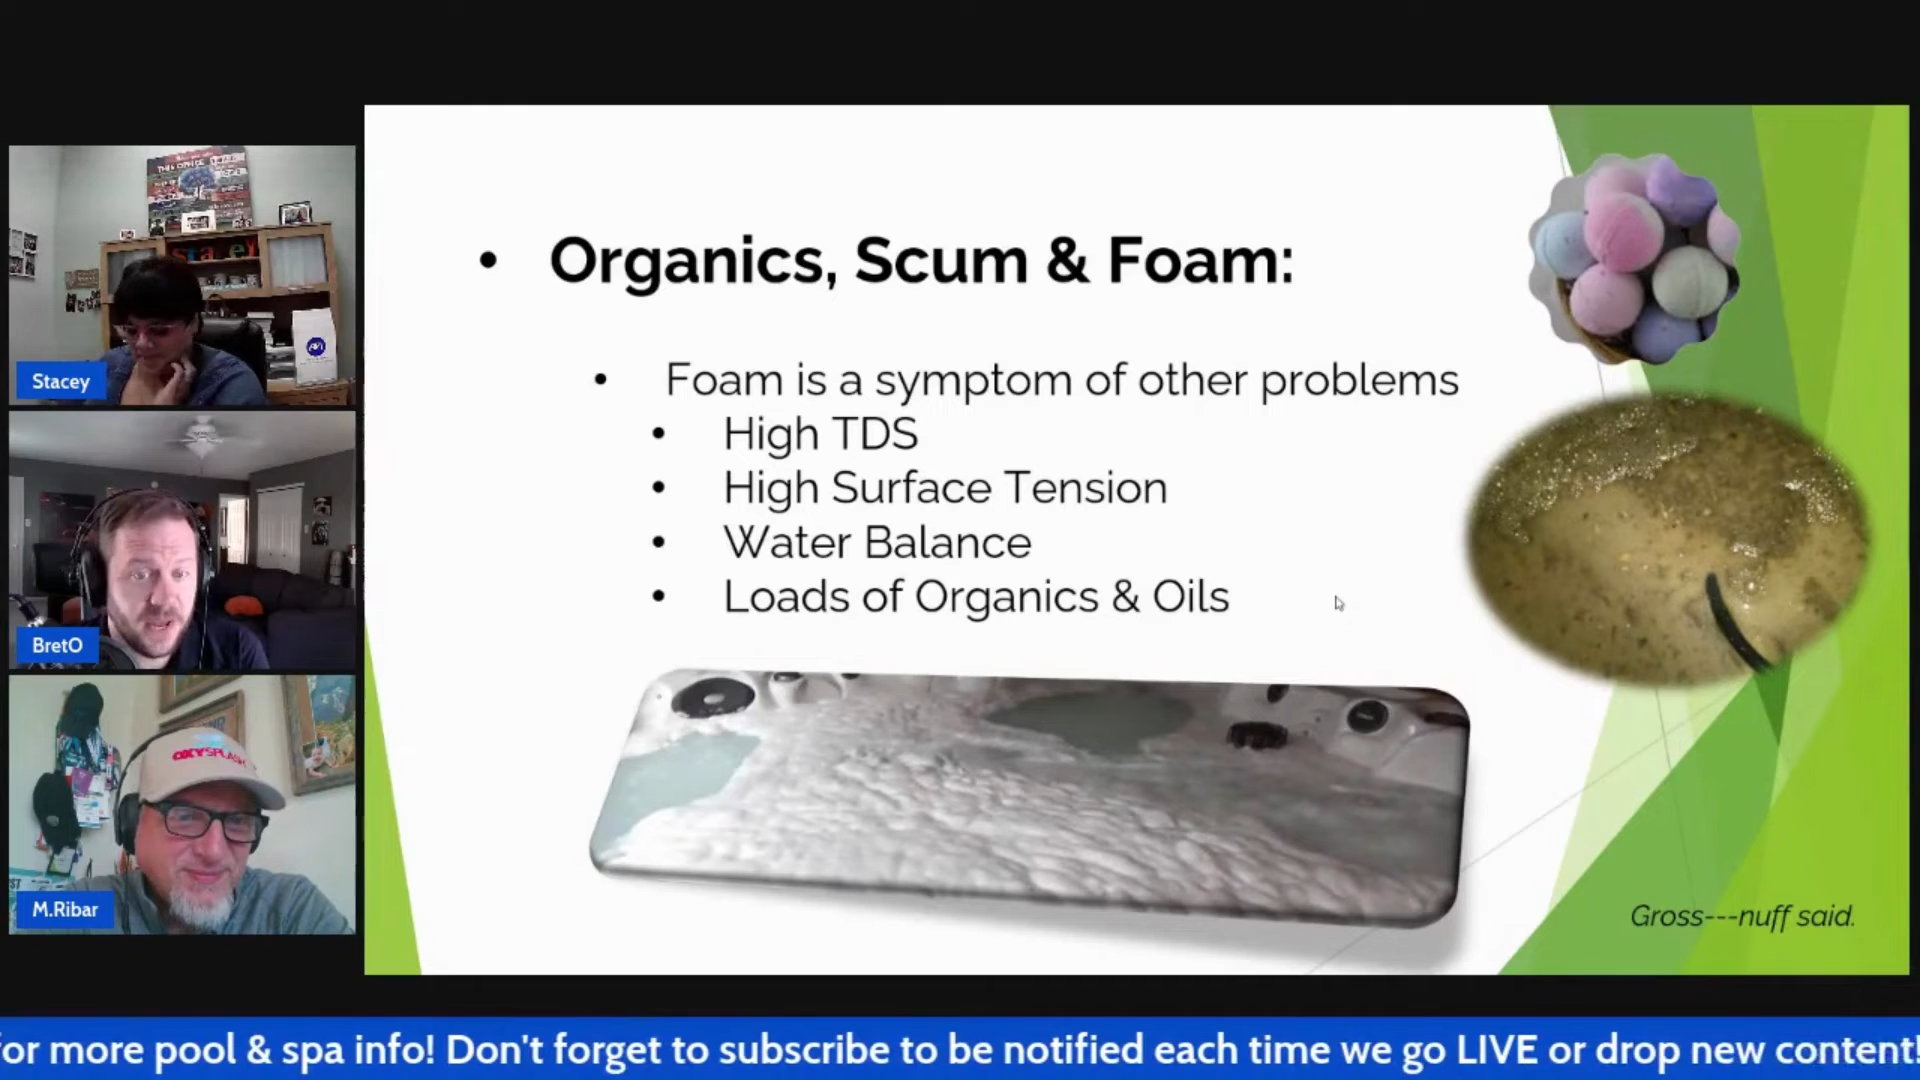 Stacey
BretO
OXYSPLASH
M.Ribar
• Organics, Scum & Foam:
• Foam is a symptom of other problems
• High TDS
• High Surface Tension
• Water Balance
• Loads of Organics & Oils
Gross---nuff said.
for more pool & spa info! Don't forget to subscribe to be notified each time we go LIVE or drop new content!